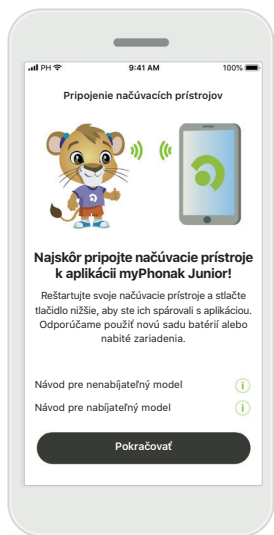 PH 9:41 AM 100%
Pripojenie načúvacích prístrojov
Najskôr pripojte načúvacie prístroje
k aplikácii myPhonak Junior!
Reštartujte svoje načúvacie prístroje a stlačte
tlačidlo nižšie, aby ste ich spárovali s aplikáciou.
Odporúčame použiť novú sadu batérií alebo
nabité zariadenia.
Návod pre nenabíjateľný model i
Návod pre nabíjateľný model i
Pokračovať